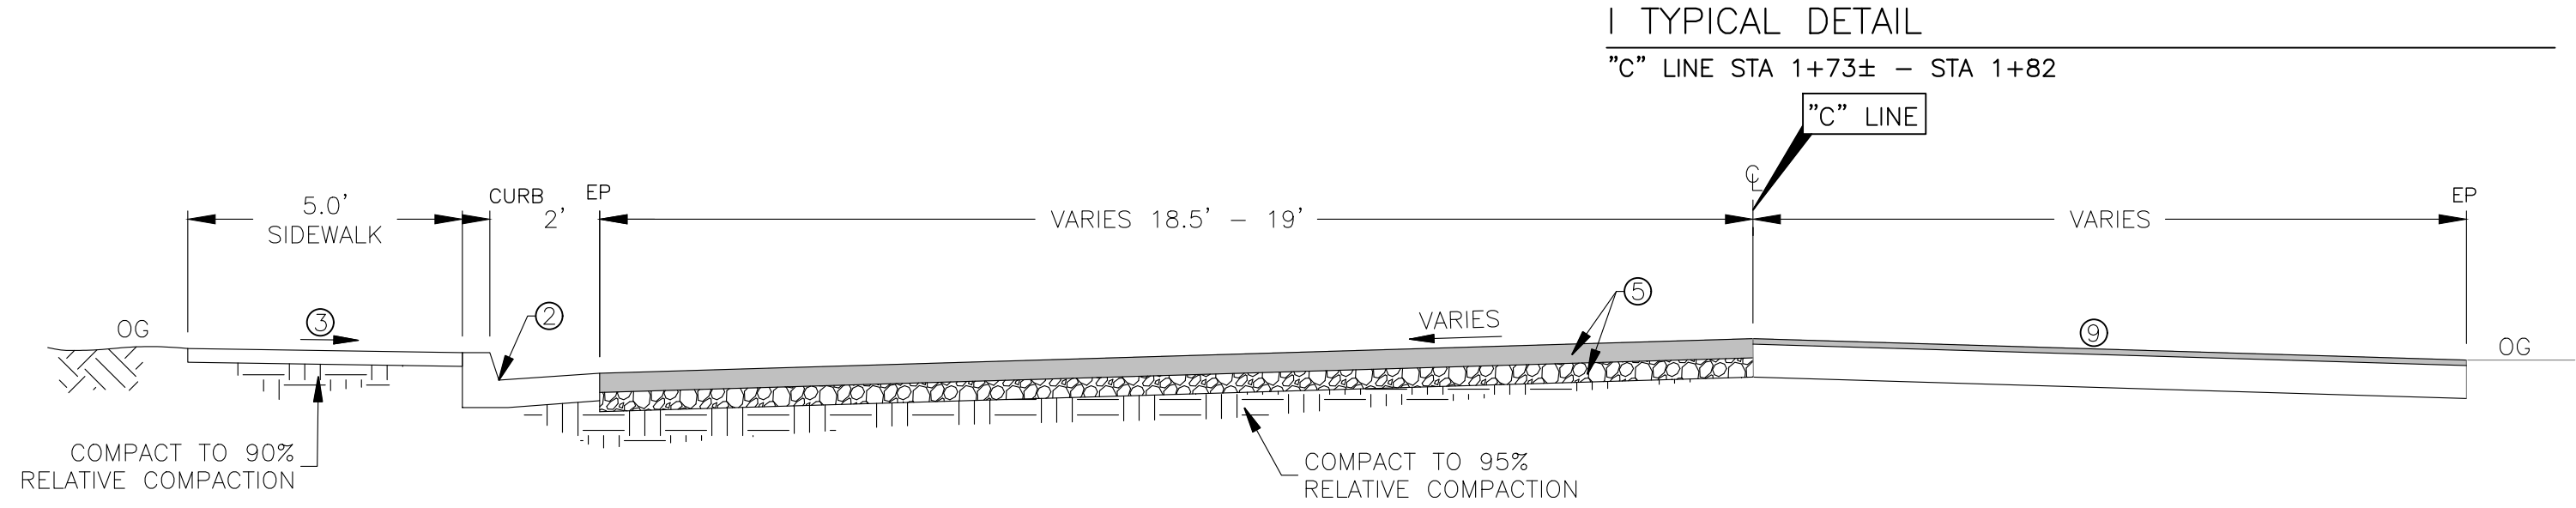 I TYPICAL DETAIL
"C" LINE STA 1+73± - STA 1+82
"C" LINE
℄
5.0'
SIDEWALK
CURB
2'
EP
VARIES 18.5' - 19'
VARIES
EP
OG
3
2
VARIES
5
9
OG
COMPACT TO 90%
RELATIVE COMPACTION
COMPACT TO 95%
RELATIVE COMPACTION